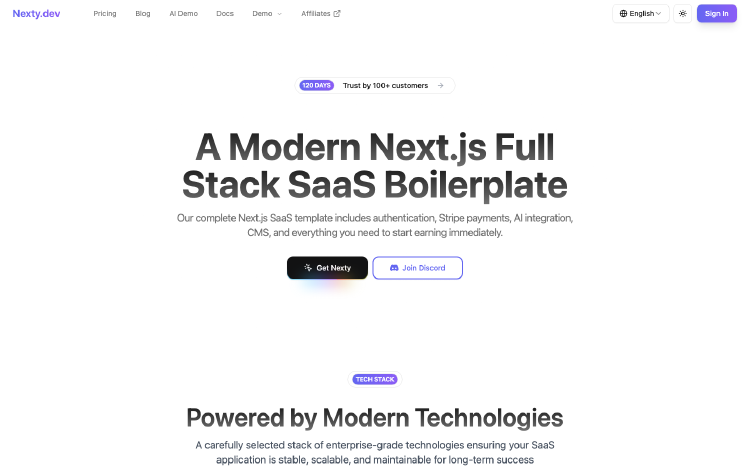 Nexty.dev
Pricing
Blog
AI Demo
Docs
Demo
Affiliates
English
Sign In
120 DAYS Trust by 100+ customers
A Modern Next.js Full
Stack SaaS Boilerplate
Our complete Next.js SaaS template includes authentication, Stripe payments, AI integration,
CMS, and everything you need to start earning immediately.
Get Nexty
Join Discord
TECH STACK
Powered by Modern Technologies
A carefully selected stack of enterprise-grade technologies ensuring your SaaS
application is stable, scalable, and maintainable for long-term success